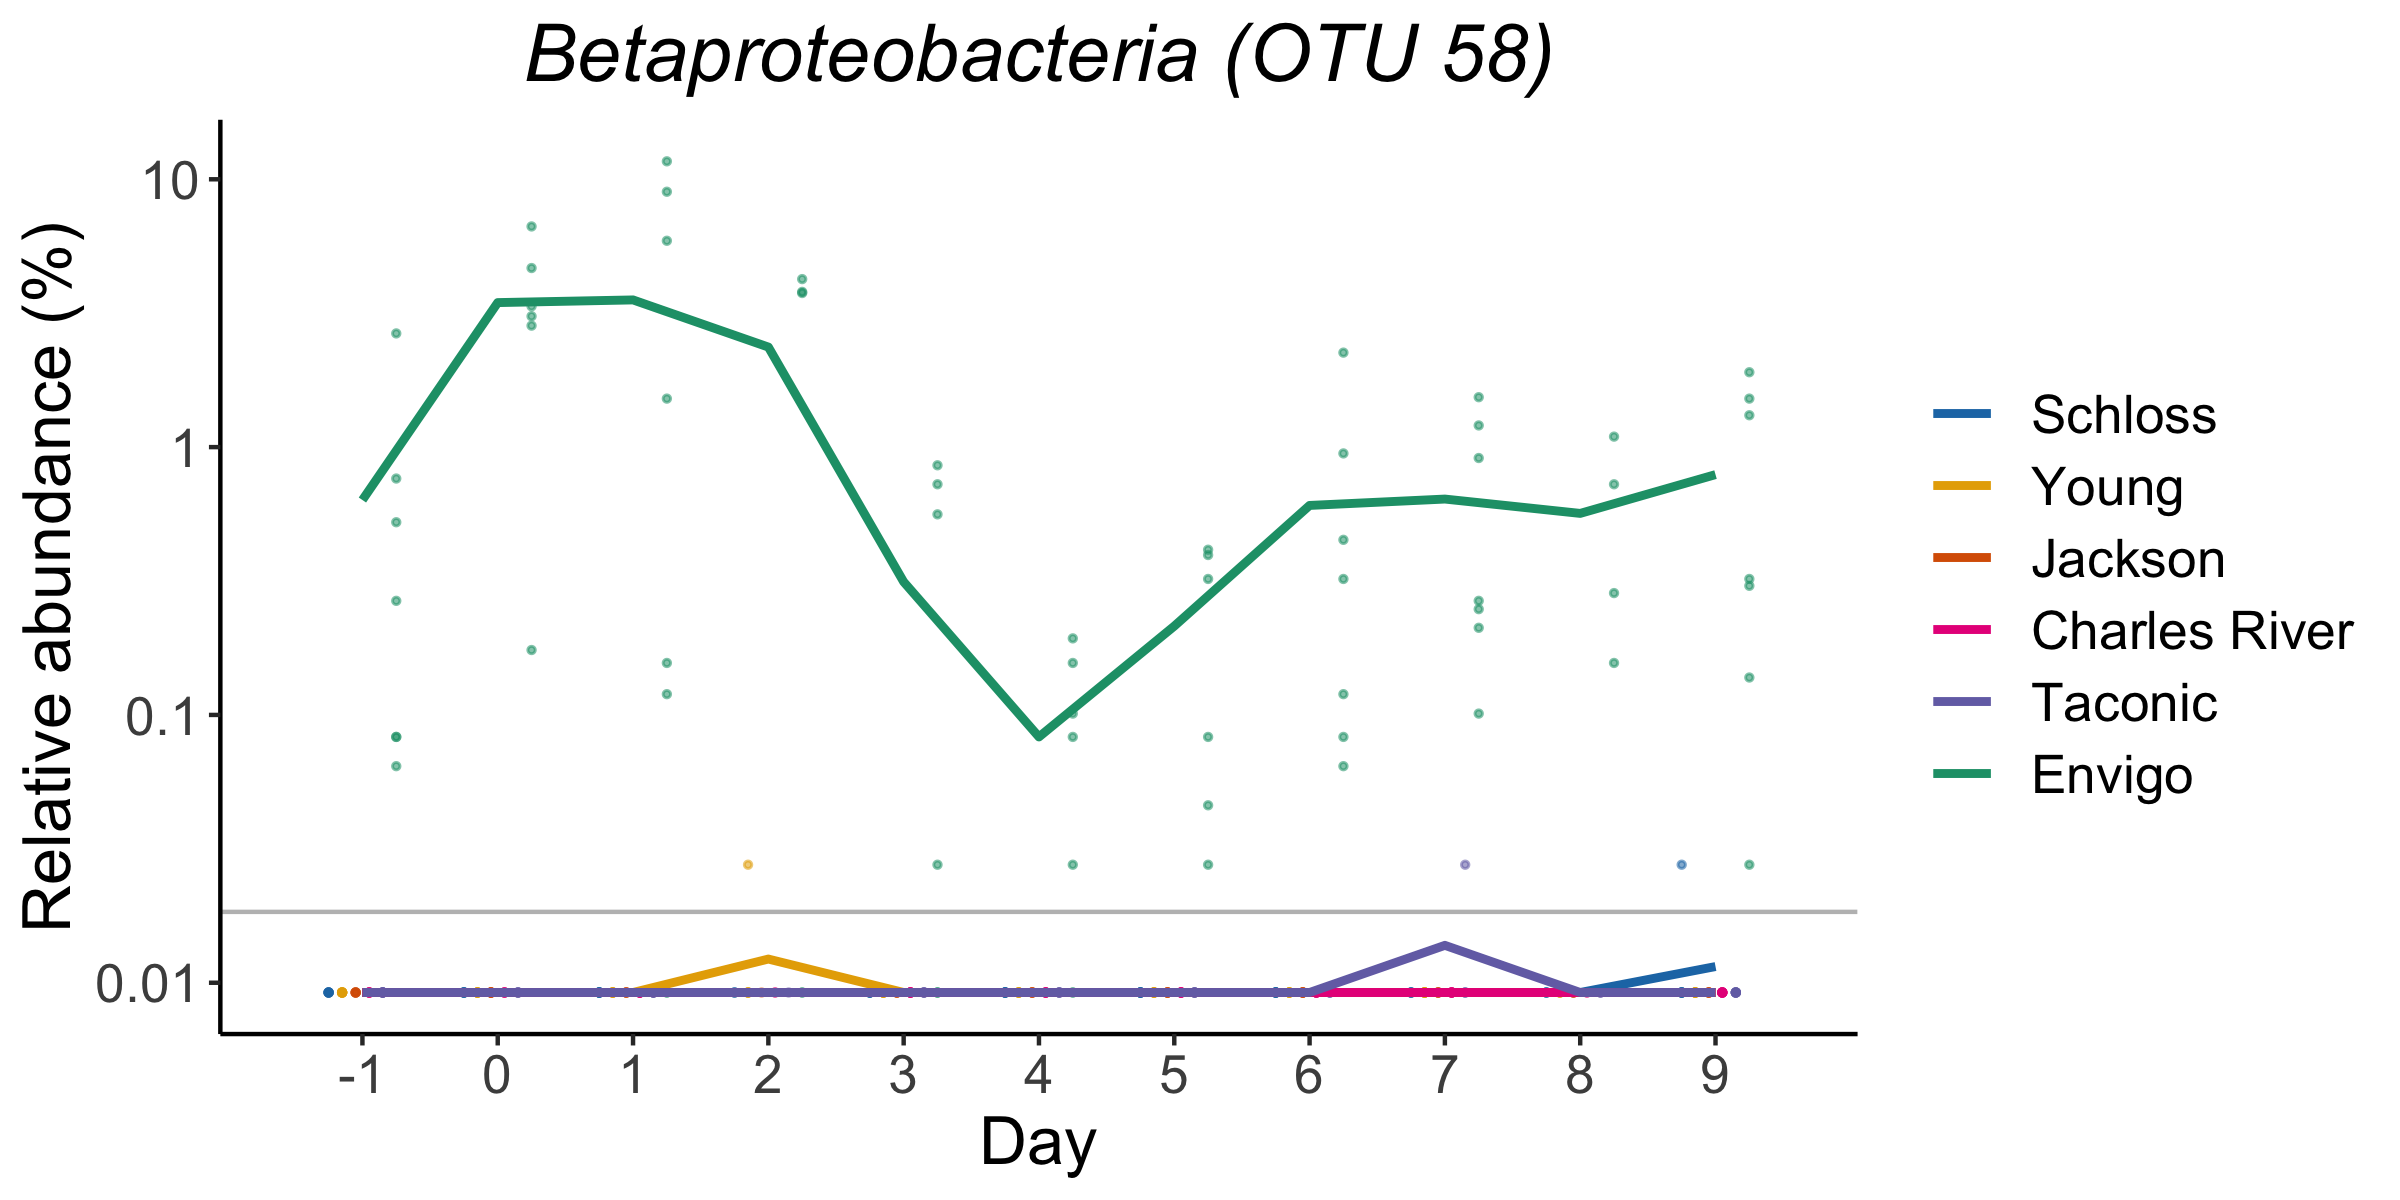 Betaproteobacteria (OTU 58)
Relative abundance (%)
10
1
0.1
0.01
-1 0 1 2 3 4 5 6 7 8 9
Day
Schloss
Young
Jackson
Charles River
Taconic
Envigo